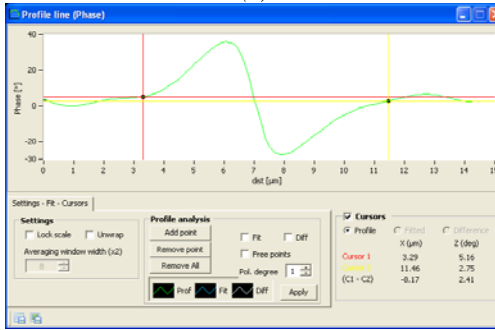 Profile line (Phase)
40
20
0
-20
-30
Phase [°]
0 1 2 3 4 5 6 7 8 9 10 11 12 13 14 15
dist [µm]
Settings - Fit - Cursors
Settings
Lock scale Unwrap
Averaging window width (x2)
Profile analysis
Add point
Remove point
Remove All
Fit Diff
Free points
Pol. degree 1
Prof Fit Diff
Apply
Cursors
Profile Fitted Difference
X (µm) Z (deg)
Cursor 1 3.29 5.16
11.46 2.75
(C1 - C2) -8.17 2.41